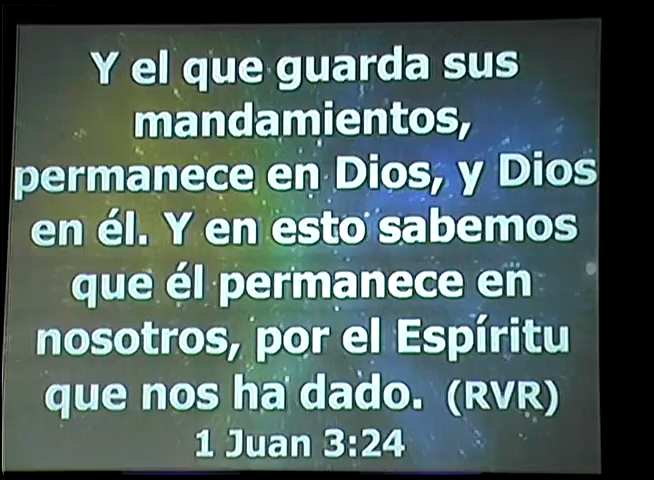 Y el que guarda sus
mandamientos,
permanece en Dios, y Dios
en él. Y en esto sabemos
que él permanece en
nosotros, por el Espíritu
que nos ha dado. (RVR)
1 Juan 3:24